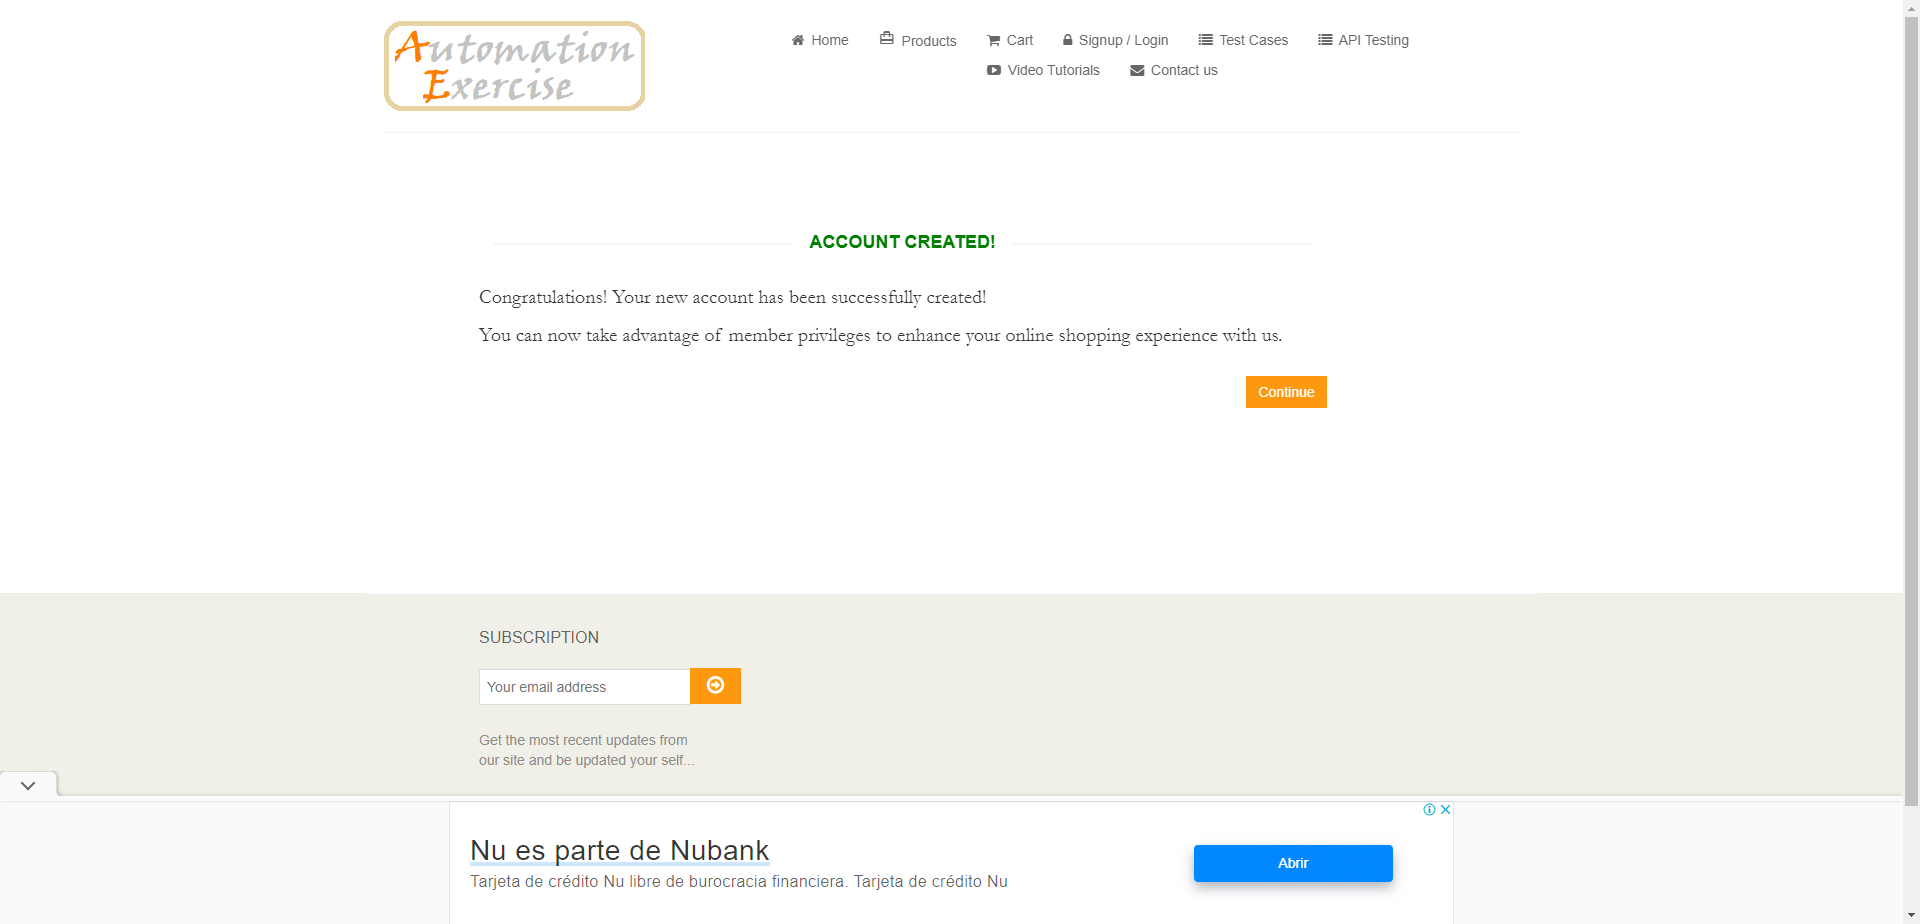 Automation
Exercise
Home
Products
Cart
Signup / Login
Test Cases
API Testing
Video Tutorials
Contact us
ACCOUNT CREATED!
Congratulations! Your new account has been successfully created!
You can now take advantage of member privileges to enhance your online shopping experience with us.
Continue
SUBSCRIPTION
Your email address
Get the most recent updates from
our site and be updated your self...
Nu es parte de Nubank
Tarjeta de crédito Nu libre de burocracia financiera. Tarjeta de crédito Nu
Abrir